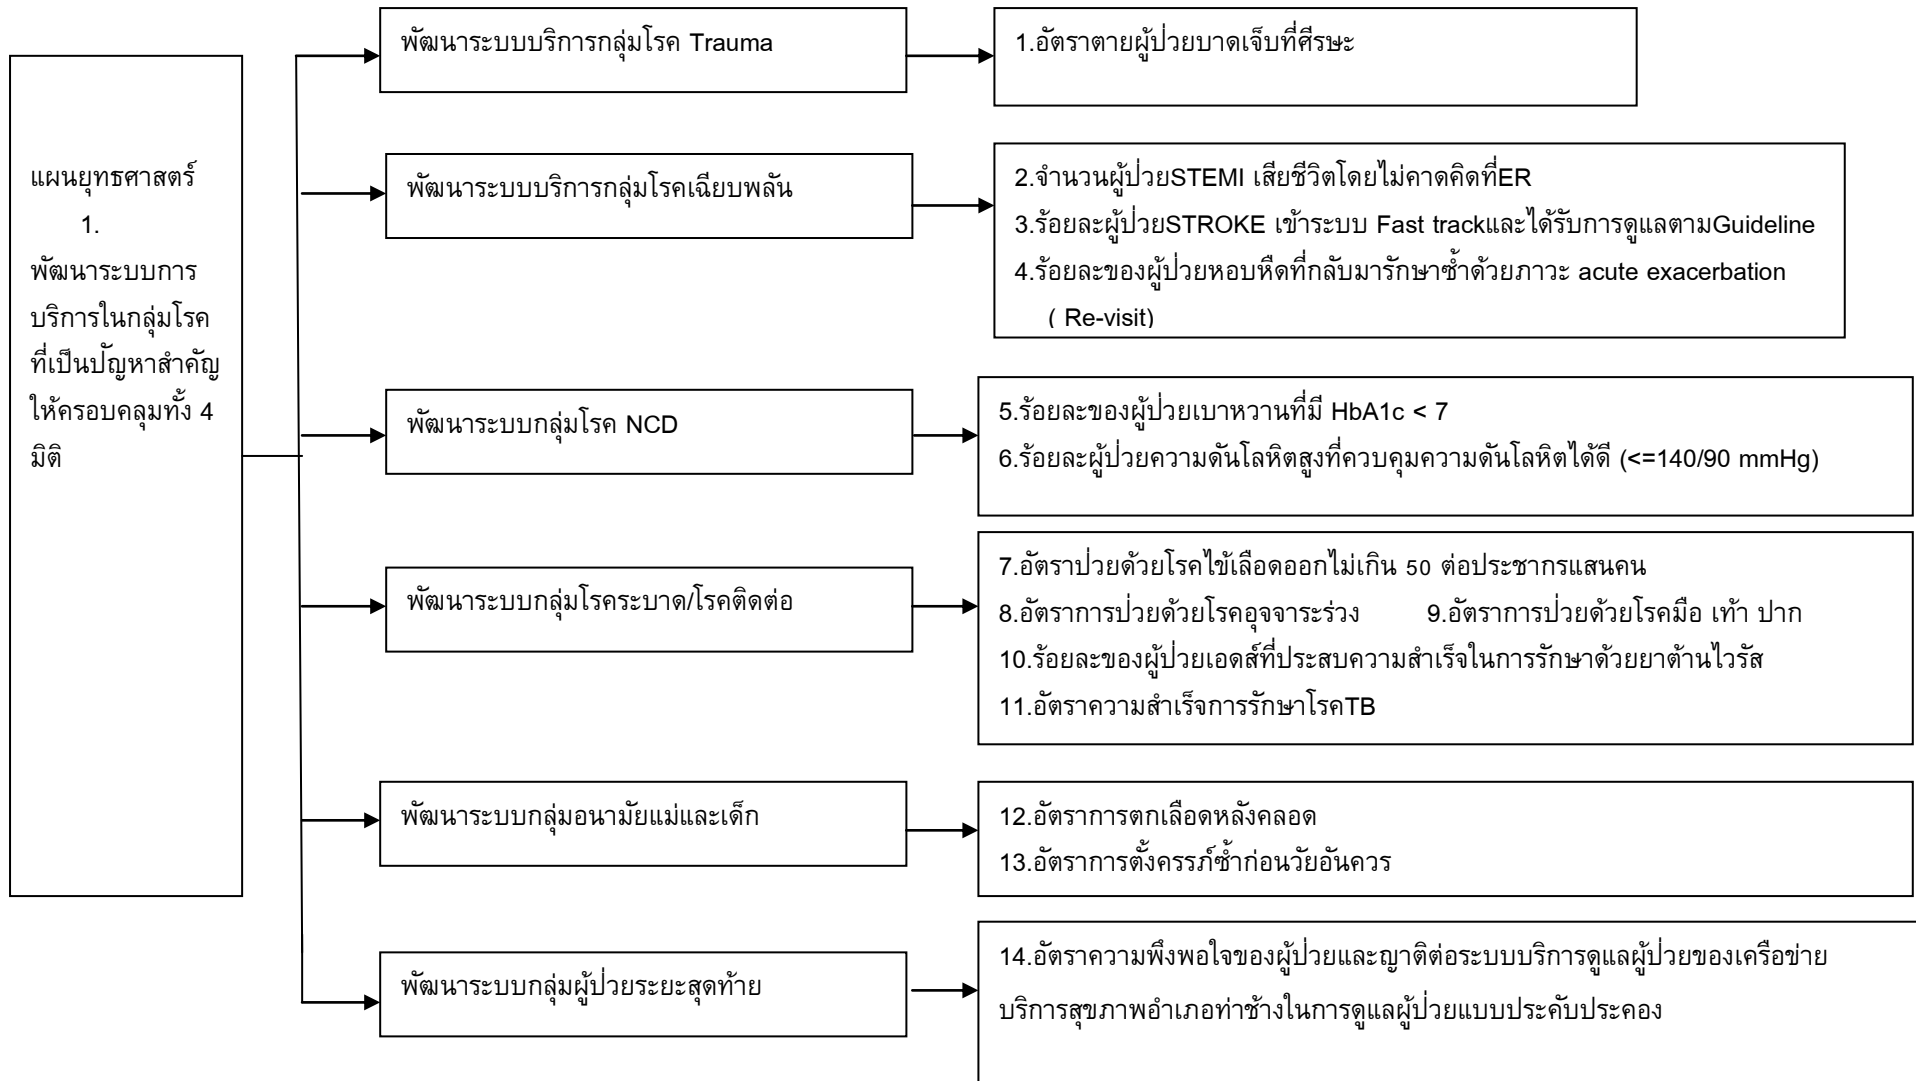 แผนยุทธศาสตร์
1.
พัฒนาระบบการ
บริการในกลุ่มโรค
ที่เป็นปัญหาสำคัญ
ให้ครอบคลุมทั้ง 4
มิติ
พัฒนาระบบบริการกลุ่มโรค Trauma
1.อัตราตายผู้ป่วยบาดเจ็บที่ศีรษะ
พัฒนาระบบบริการกลุ่มโรคเฉียบพลัน
2.จำนวนผู้ป่วยSTEMI เสียชีวิตโดยไม่คาดคิดที่ER
3.ร้อยละผู้ป่วยSTROKE เข้าระบบ Fast trackและได้รับการดูแลตามGuideline
4.ร้อยละของผู้ป่วยหอบหืดที่กลับมารักษาซ้ำด้วยภาวะ acute exacerbation
( Re-visit)
พัฒนาระบบกลุ่มโรค NCD
5.ร้อยละของผู้ป่วยเบาหวานที่มี HbA1c < 7
6.ร้อยละผู้ป่วยความดันโลหิตสูงที่ควบคุมความดันโลหิตได้ดี (<=140/90 mmHg)
พัฒนาระบบกลุ่มโรคระบาด/โรคติดต่อ
7.อัตราป่วยด้วยโรคไข้เลือดออกไม่เกิน 50 ต่อประชากรแสนคน
8.อัตราการป่วยด้วยโรคอุจจาระร่วง 9.อัตราการป่วยด้วยโรคมือ เท้า ปาก
10.ร้อยละของผู้ป่วยเอดส์ที่ประสบความสำเร็จในการรักษาด้วยยาต้านไวรัส
11.อัตราความสำเร็จการรักษาโรคTB
พัฒนาระบบกลุ่มอนามัยแม่และเด็ก
12.อัตราการตกเลือดหลังคลอด
13.อัตราการตั้งครรภ์ซ้ำก่อนวัยอันควร
พัฒนาระบบกลุ่มผู้ป่วยระยะสุดท้าย
14.อัตราความพึงพอใจของผู้ป่วยและญาติต่อระบบบริการดูแลผู้ป่วยของเครือข่าย
บริการสุขภาพอำเภอท่าช้างในการดูแลผู้ป่วยแบบประคับประคอง